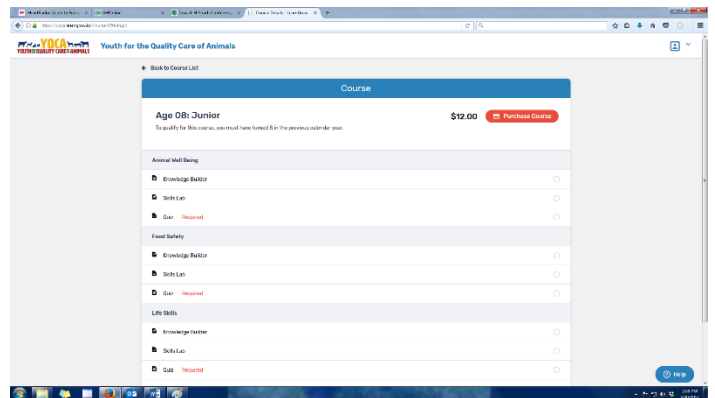 YQCA
YOUTH FOR THE QUALITY CARE OF ANIMALS
Youth for the Quality Care of Animals
Back to Course List
Course
Age 08: Junior
$12.00
Purchase Course
To qualify for this course, you must have turned 8 in the previous calendar year.
Animal Well Being
Knowledge Builder
Skills Lab
Quiz Required
Food Safety
Knowledge Builder
Skills Lab
Quiz Required
Life Skills
Knowledge Builder
Skills Lab
Quiz Required
Help